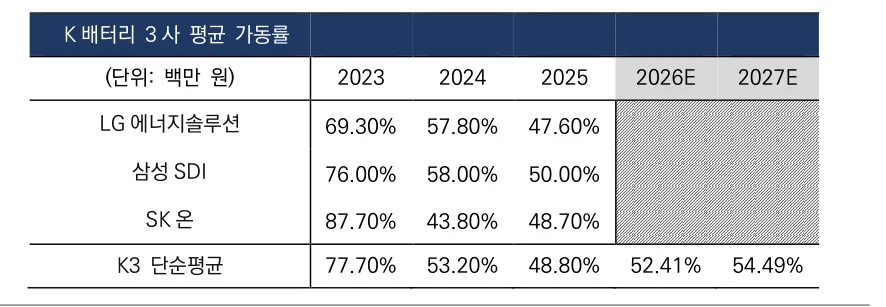 K 배터리 3사 평균 가동률
(단위: 백만 원) 2023 2024 2025 2026E 2027E
LG 에너지솔루션 69.30% 57.80% 47.60%
삼성 SDI 76.00% 58.00% 50.00%
SK 온 87.70% 43.80% 48.70%
K3 단순평균 77.70% 53.20% 48.80% 52.41% 54.49%